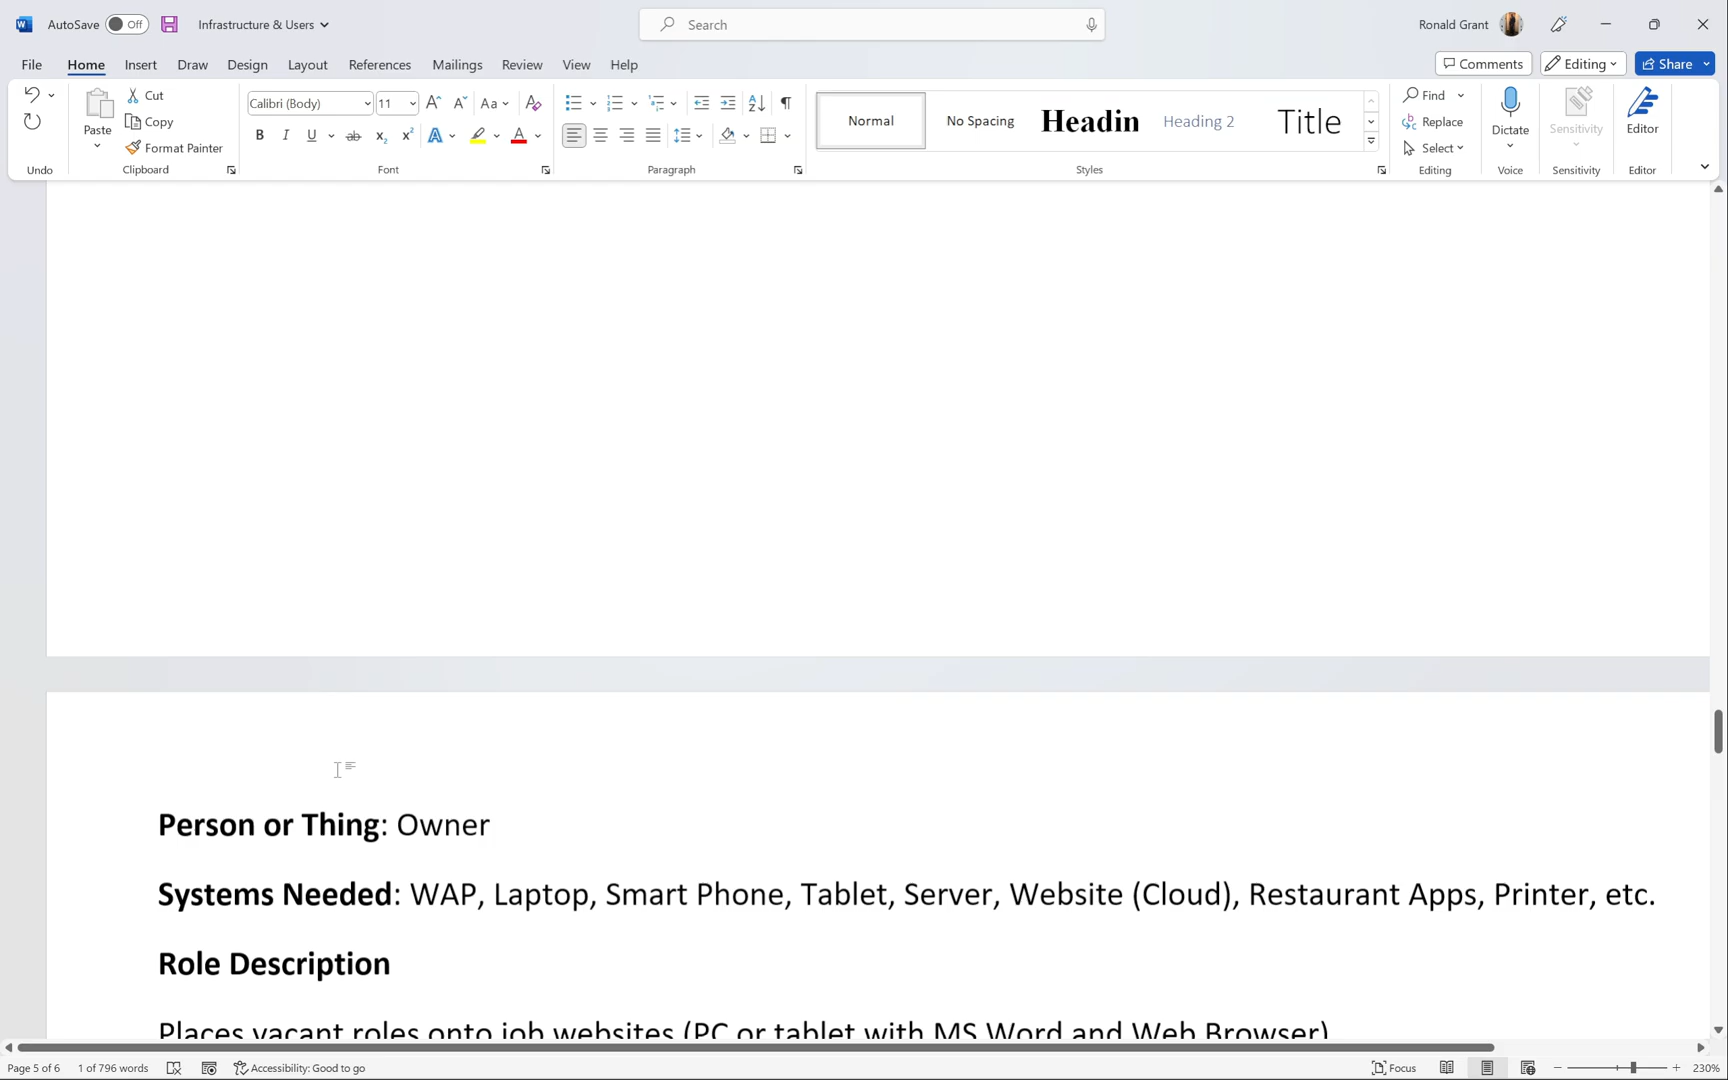 AutoSave Off Infrastructure & Users Search Ronald Grant
File Home Insert Draw Design Layout References Mailings Review View Help Comments Editing Share
Paste Cut Copy Format Painter
Calibri (Body) 11 Aa
B I U ab x₂ x² A A
Normal No Spacing Headin Heading 2 Title
Find Replace Select
Dictate Sensitivity Editor
Undo Clipboard Font Paragraph Styles Editing Voice Sensitivity Editor
Person or Thing: Owner
Systems Needed: WAP, Laptop, Smart Phone, Tablet, Server, Website (Cloud), Restaurant Apps, Printer, etc.
Role Description
Places vacant roles onto job websites (PC or tablet with MS Word and Web Browser)
Page 5 of 6 1 of 796 words Accessibility: Good to go Focus 230%